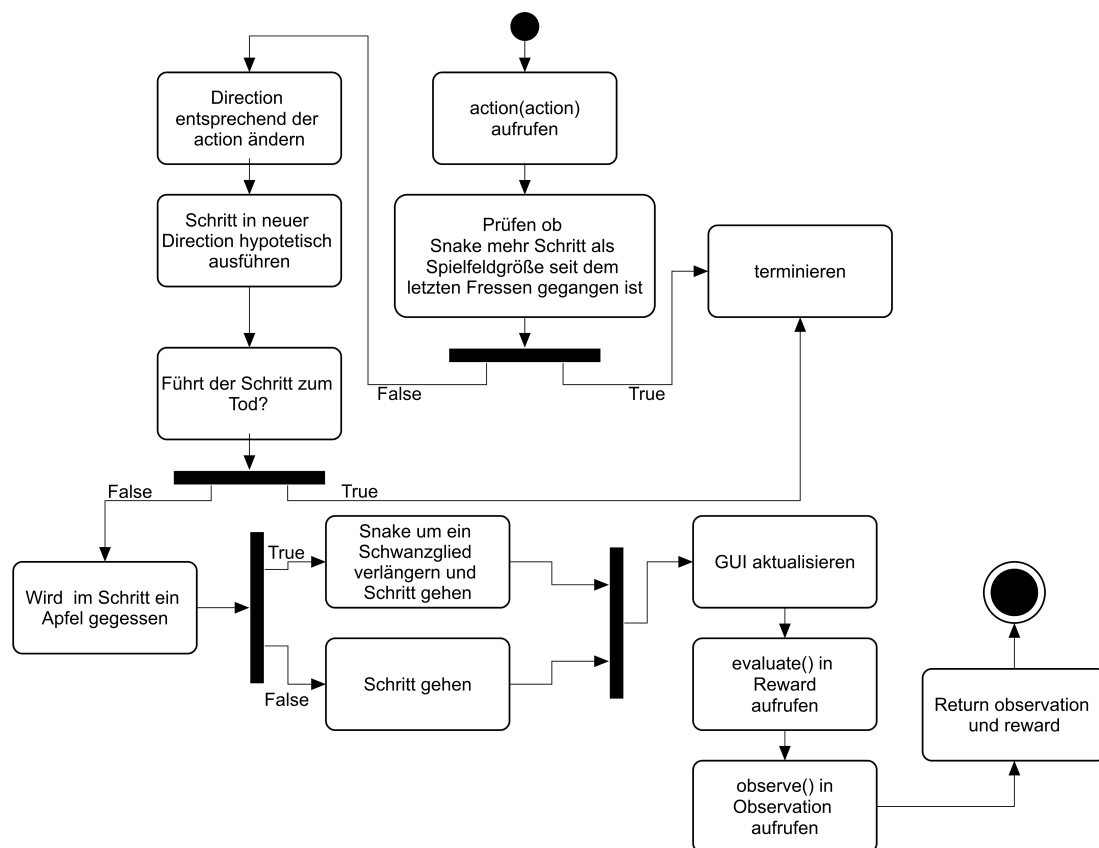 action(action)
aufrufen
Prüfen ob
Snake mehr Schritt als
Spielfeldgröße seit dem
letzten Fressen gegangen ist
False
True
terminieren
Direction
entsprechend der
action ändern
Schritt in neuer
Direction hypotetisch
ausführen
Führt der Schritt zum
Tod?
False
True
Wird im Schritt ein
Apfel gegessen
True
False
Snake um ein
Schwanzglied
verlängern und
Schritt gehen
Schritt gehen
GUI aktualisieren
evaluate() in
Reward
aufrufen
observe() in
Observation
aufrufen
Return observation
und reward